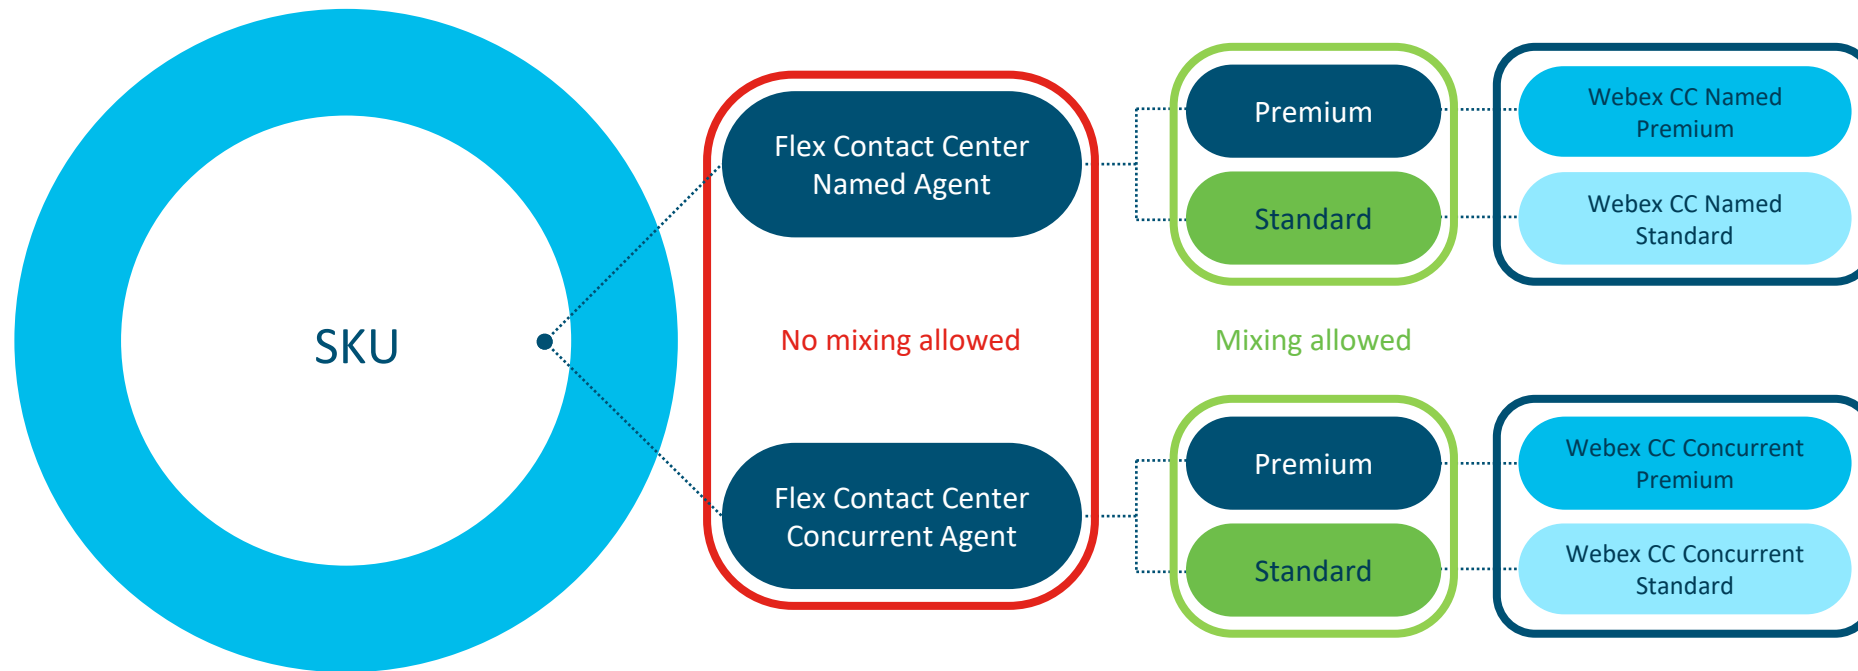 SKU
Flex Contact Center
Named Agent
No mixing allowed
Flex Contact Center
Concurrent Agent
Premium
Standard
Mixing allowed
Premium
Standard
Webex CC Named
Premium
Webex CC Named
Standard
Webex CC Concurrent
Premium
Webex CC Concurrent
Standard